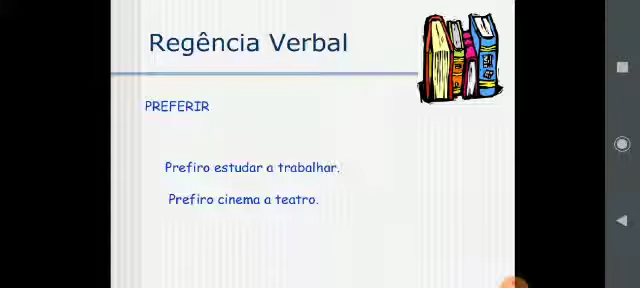 Regência Verbal
PREFERIR
Prefiro estudar a trabalhar.
Prefiro cinema a teatro.